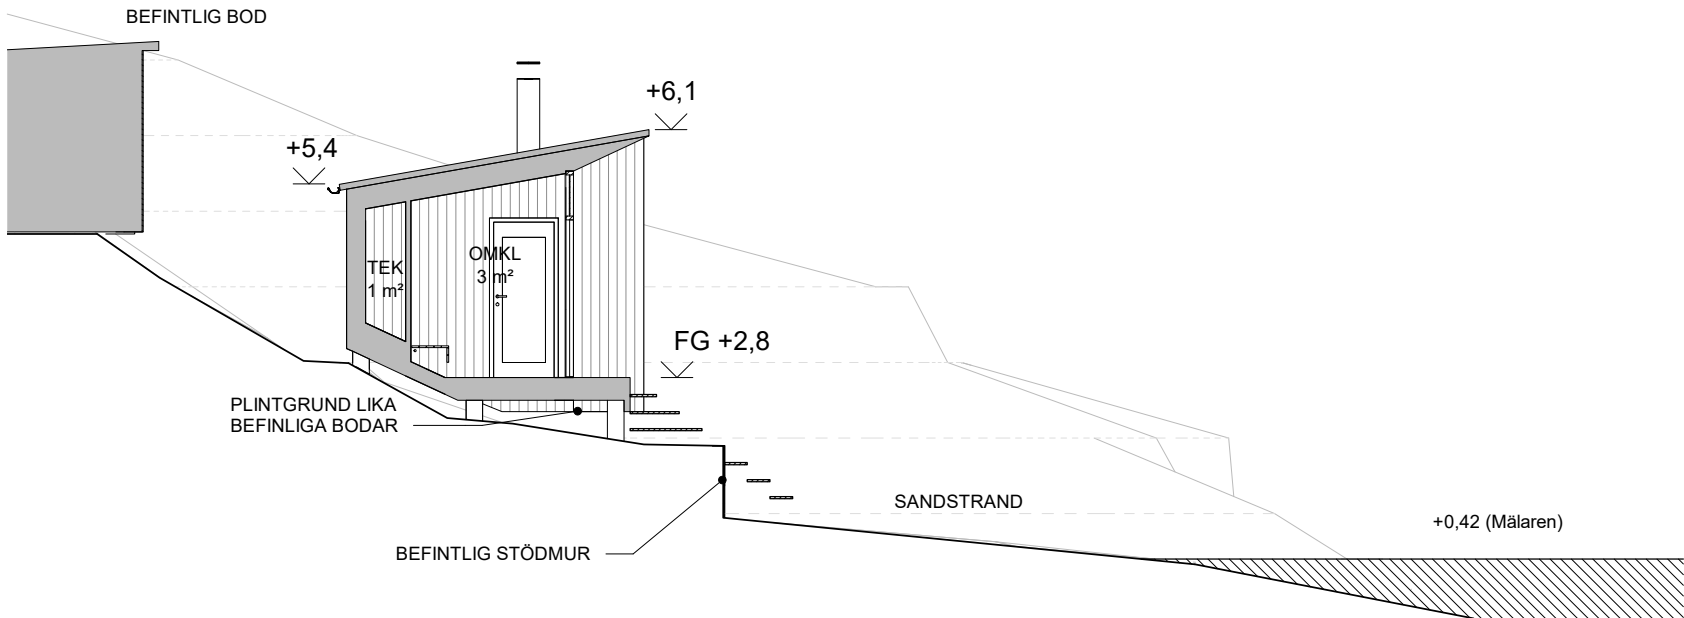 BEFINTLIG BOD
+6,1
+5,4
OMKL
3 m²
TEK
1 m²
FG +2,8
PLINTGRUND LIKA
BEFINLIGA BODAR
SANDSTRAND
+0,42 (Mälaren)
BEFINTLIG STÖDMUR